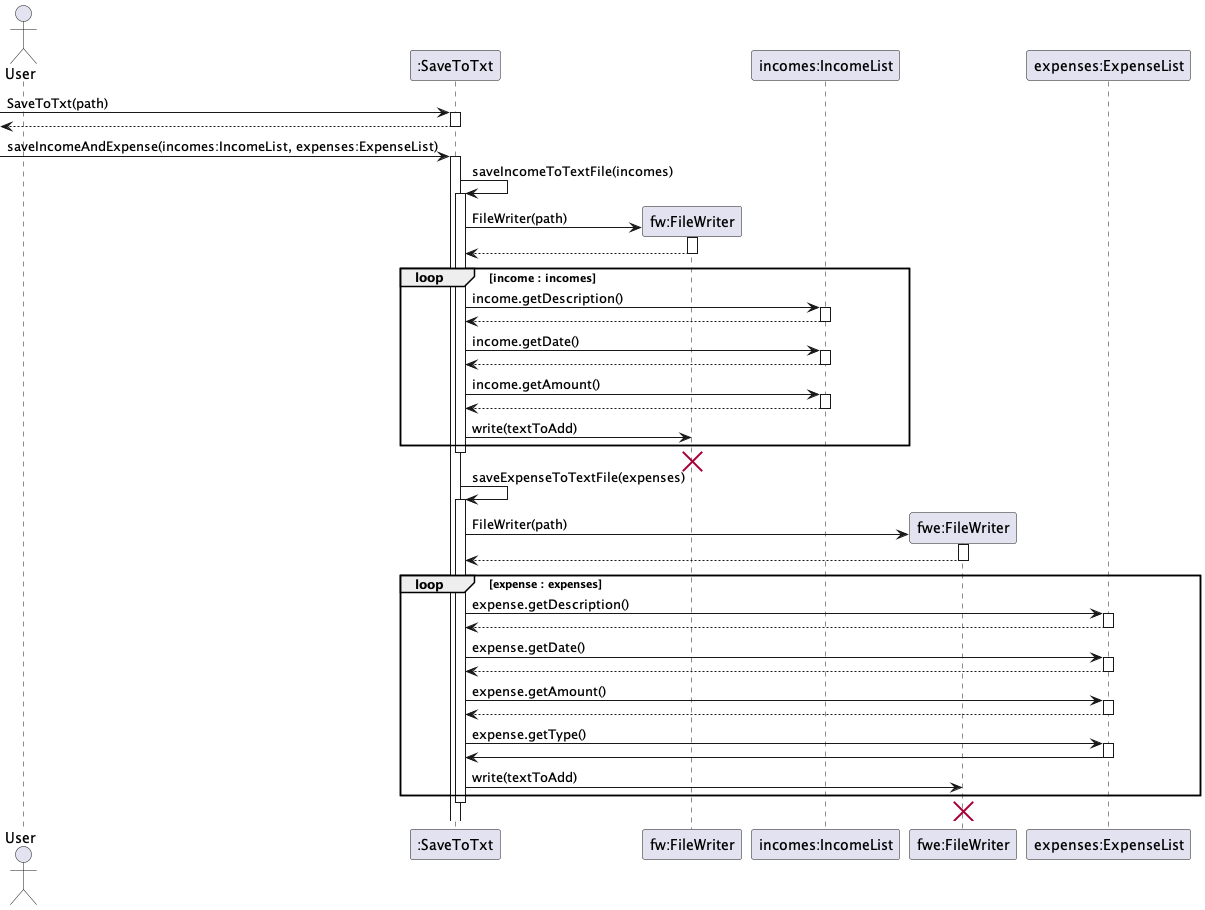 User
:SaveToTxt
incomes:IncomeList
expenses:ExpenseList
SaveToTxt(path)
saveIncomeAndExpense(incomes:IncomeList, expenses:ExpenseList)
saveIncomeToTextFile(incomes)
FileWriter(path)
fw:FileWriter
loop
[income : incomes]
income.getDescription()
income.getDate()
income.getAmount()
write(textToAdd)
saveExpenseToTextFile(expenses)
FileWriter(path)
fwe:FileWriter
loop
[expense : expenses]
expense.getDescription()
expense.getDate()
expense.getAmount()
expense.getType()
write(textToAdd)
User
:SaveToTxt
fw:FileWriter
incomes:IncomeList
fwe:FileWriter
expenses:ExpenseList